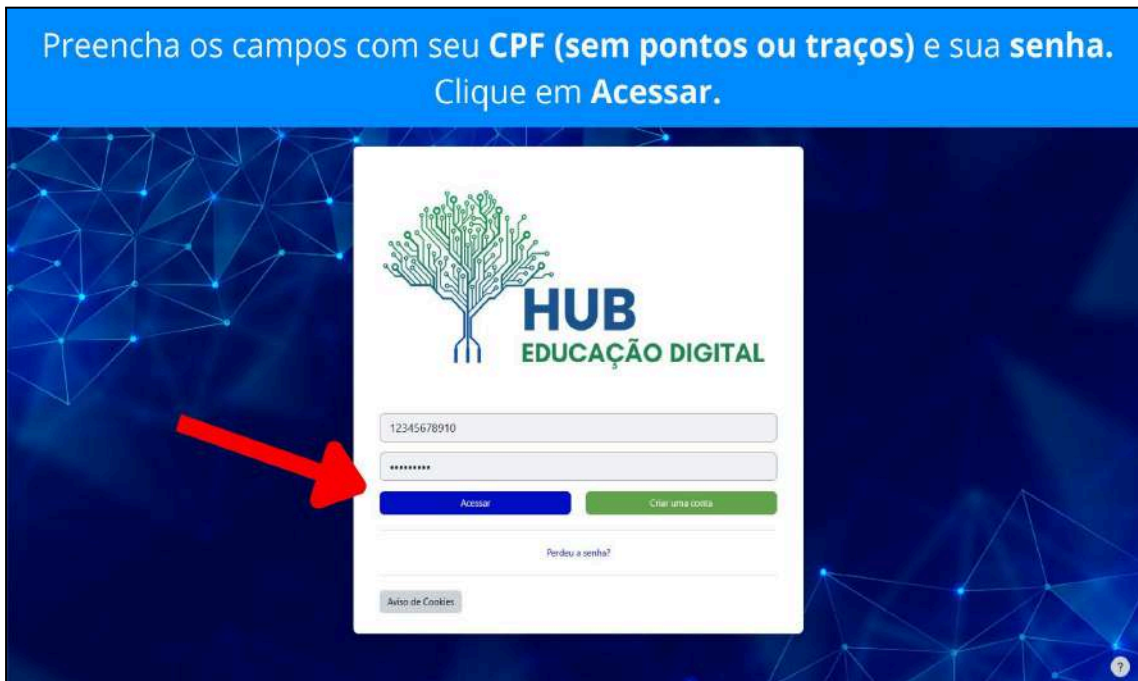 Preencha os campos com seu CPF (sem pontos ou traços) e sua senha.
Clique em Acessar.
HUB
EDUCAÇÃO DIGITAL
12345678910
•••••••••
Acessar
Criar uma conta
Perdeu a senha?
Aviso de Cookies
?